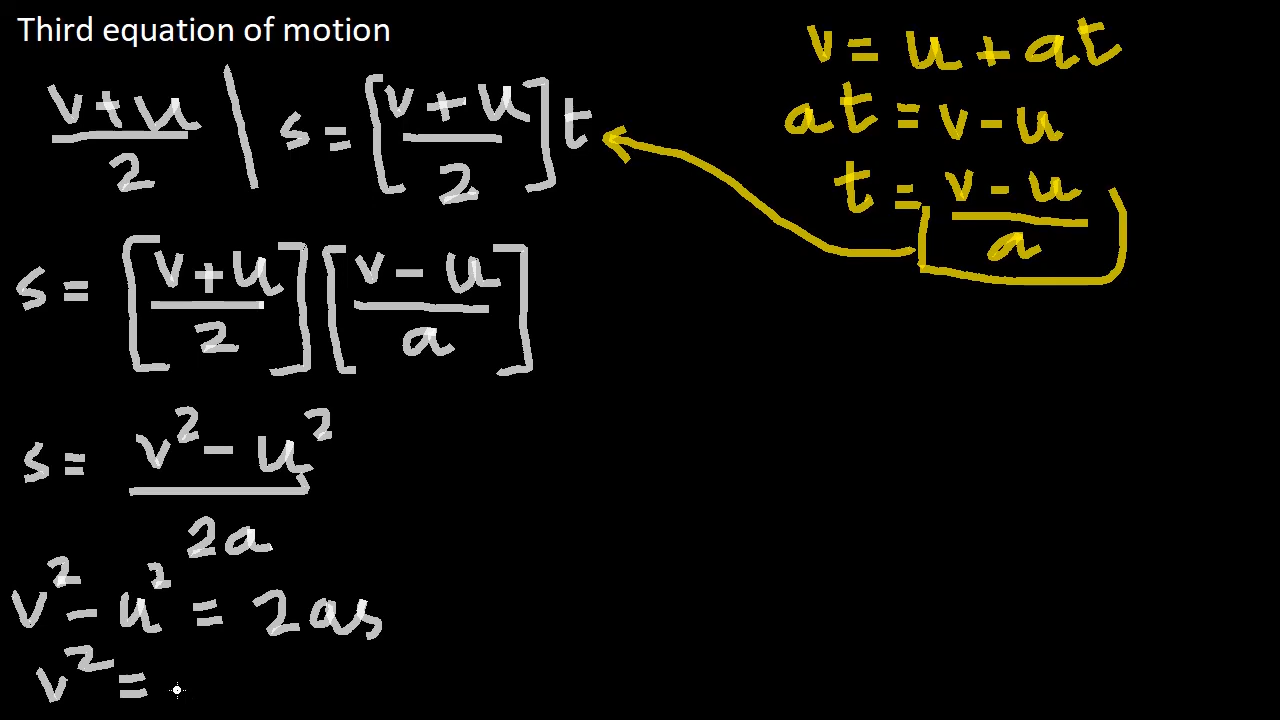 Third equation of motion
v = u + at
at = v - u
t = (v - u)/a
(v + u)/2 | s = [(v + u)/2] t
s = [(v + u)/2] [(v - u)/a]
s = (v² - u²)/2a
v² - u² = 2as
v² =